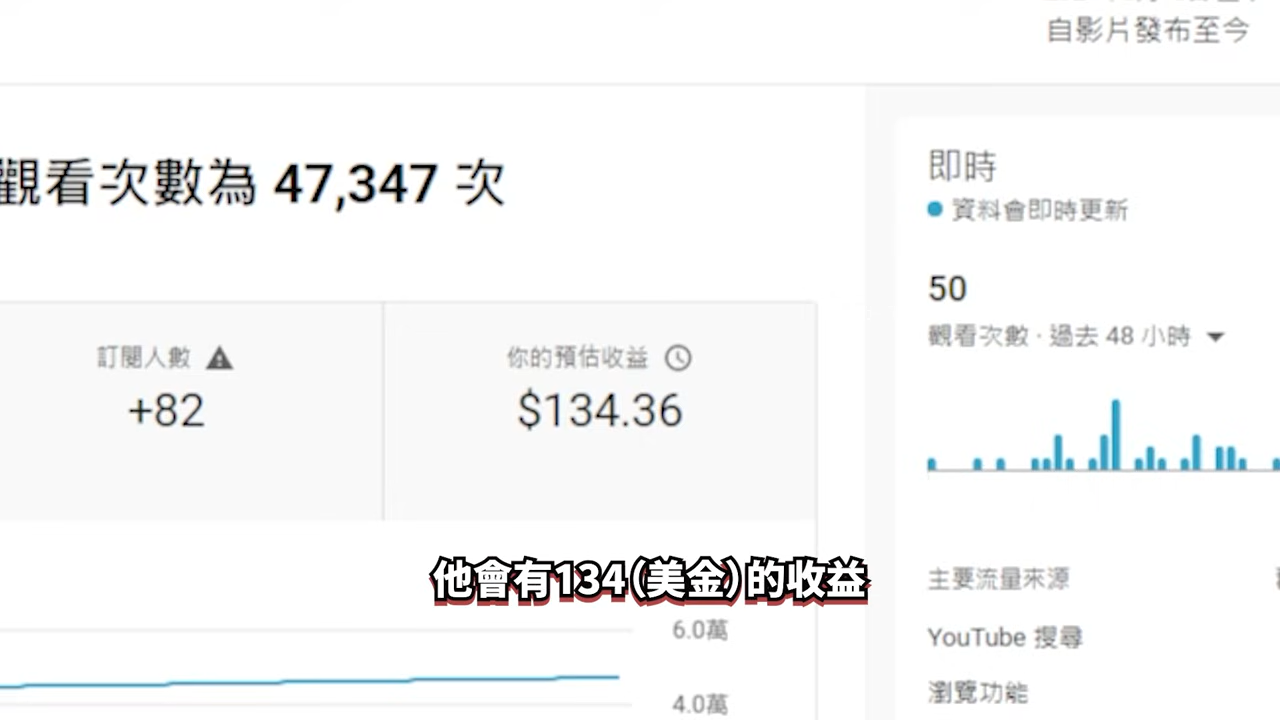 自影片發布至今
觀看次數為 47,347 次
訂閱人數
+82
你的預估收益
$134.36
即時
資料會即時更新
50
觀看次數 · 過去 48 小時
6.0萬
4.0萬
主要流量來源
YouTube 搜尋
瀏覽功能
他會有134(美金)的收益